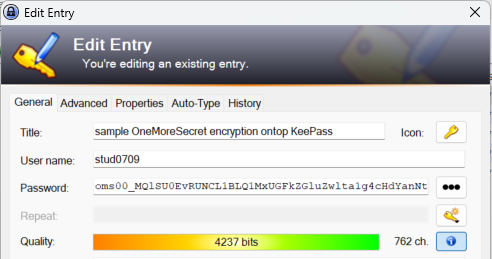 Edit Entry
Edit Entry
You're editing an existing entry.
General Advanced Properties Auto-Type History
Title: sample OneMoreSecret encryption ontop KeePass Icon:
User name: stud0709
Password: oms00_MQlSU0EvRUNCL1BLQ1MxUGFkZGluZwlta1g4cHdYanNt
Repeat:
Quality: 4237 bits 762 ch.